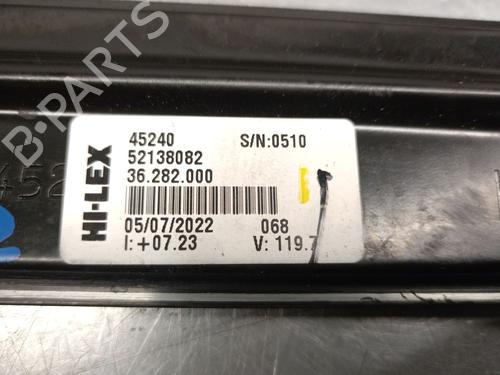 B-PARTS
HI-LEX
45240 S/N:0510
52138082
36.282.000
05/07/2022 068
I: +07.23 V: 119.7